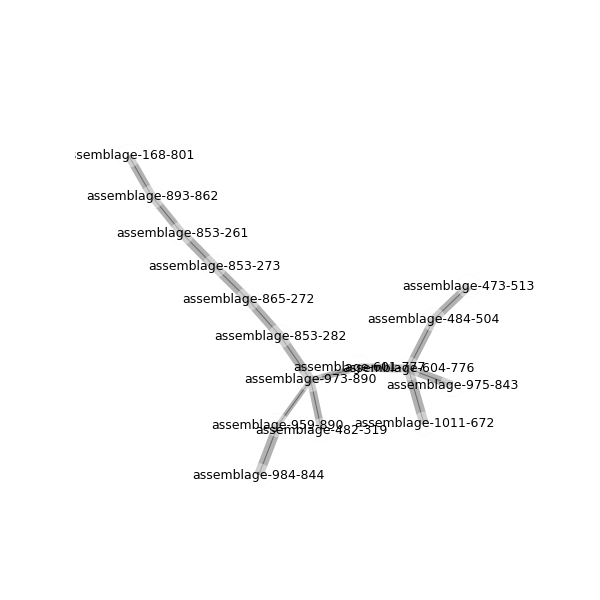 semblage-168-801
assemblage-893-862
assemblage-853-261
assemblage-853-273
assemblage-473-513
assemblage-865-272
assemblage-484-504
assemblage-853-282
assemblage-601-777
assemblage-604-776
assemblage-973-890
assemblage-975-843
assemblage-1011-672
assemblage-959-890
assemblage-482-319
assemblage-984-844